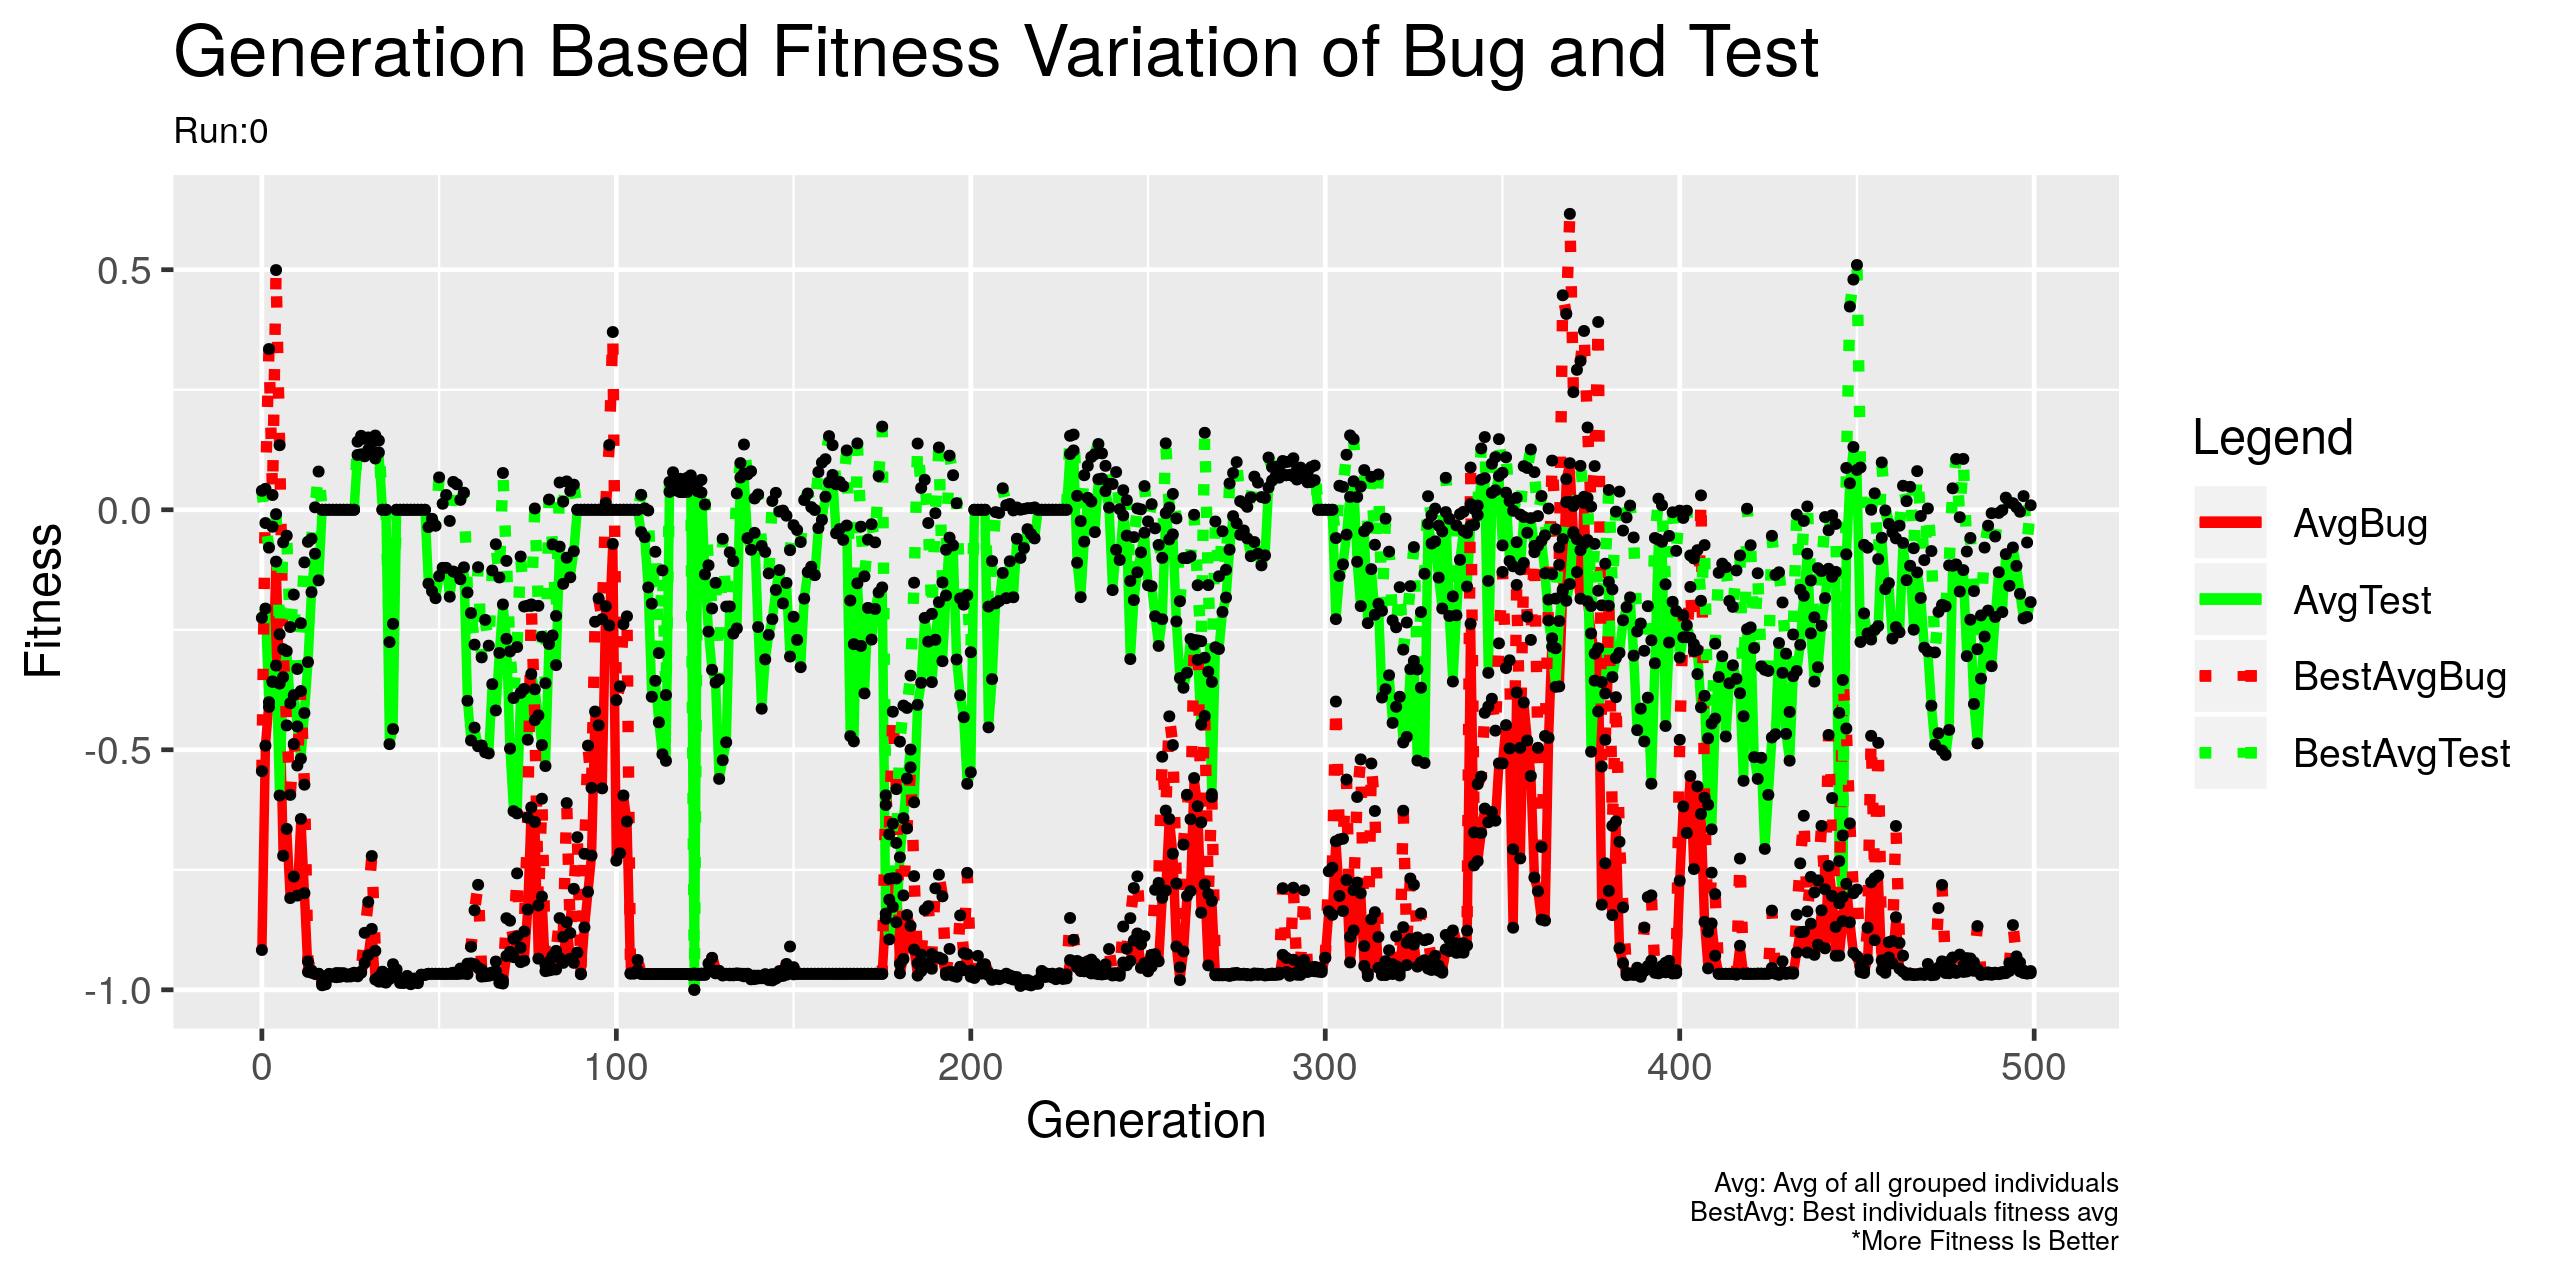 Generation Based Fitness Variation of Bug and Test
Run:0
Fitness
0.5
0.0
-0.5
-1.0
0 100 200 300 400 500
Generation
Legend
AvgBug
AvgTest
BestAvgBug
BestAvgTest
Avg: Avg of all grouped individuals
BestAvg: Best individuals fitness avg
*More Fitness Is Better